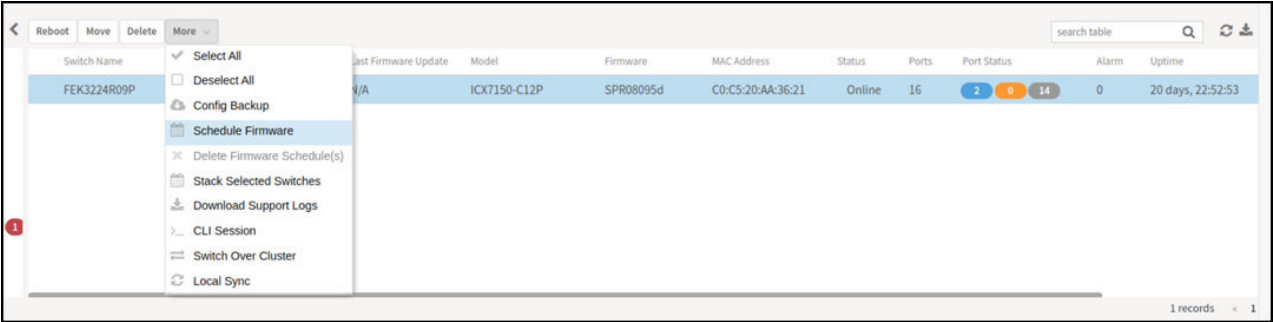 Reboot Move Delete More search table
Switch Name Last Firmware Update Model Firmware MAC Address Status Ports Port Status Alarm Uptime
FEK3224R09P N/A ICX7150-C12P SPR08095d C0:C5:20:AA:36:21 Online 16 2 0 14 0 20 days, 22:52:53
Select All
Deselect All
Config Backup
Schedule Firmware
Delete Firmware Schedule(s)
Stack Selected Switches
Download Support Logs
1
CLI Session
Switch Over Cluster
Local Sync
1 records « 1